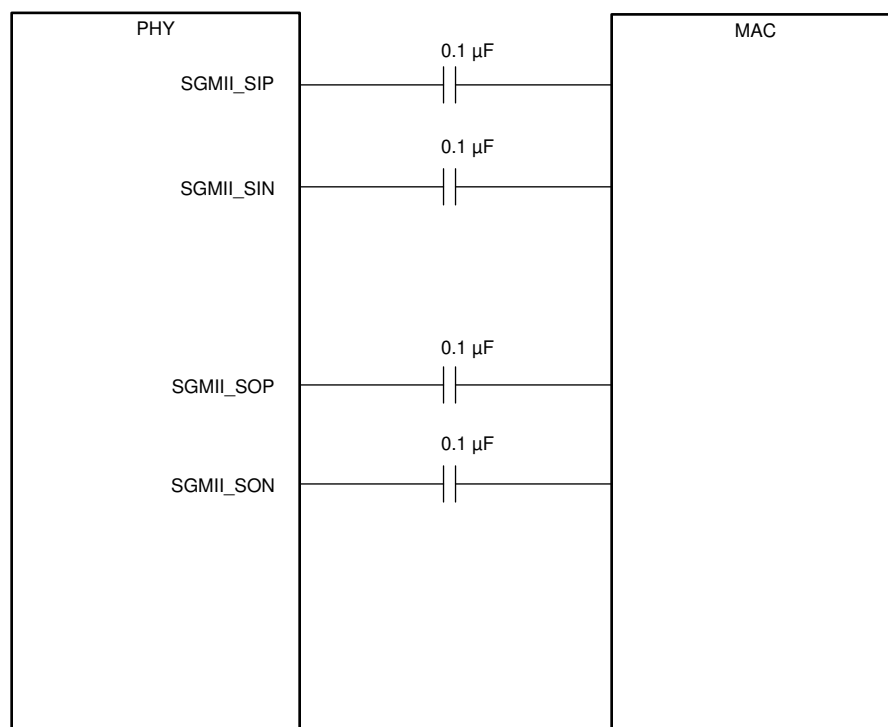 PHY
MAC
0.1 µF
SGMII_SIP
0.1 µF
SGMII_SIN
0.1 µF
SGMII_SOP
0.1 µF
SGMII_SON